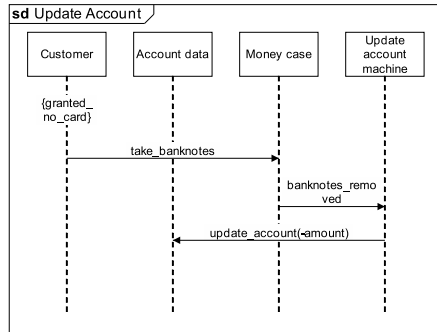 sd Update Account
Customer
Account data
Money case
Update
account
machine
{granted_
no_card}
take_banknotes
banknotes_remo
ved
update_account(-amount)